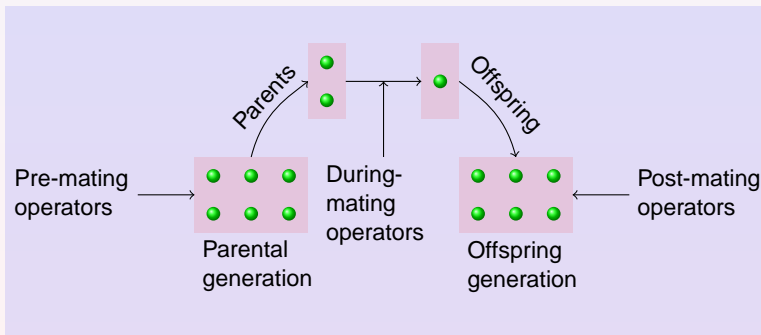 Parents
Offspring
Pre-mating
operators
Parental
generation
During-
mating
operators
Offspring
generation
Post-mating
operators